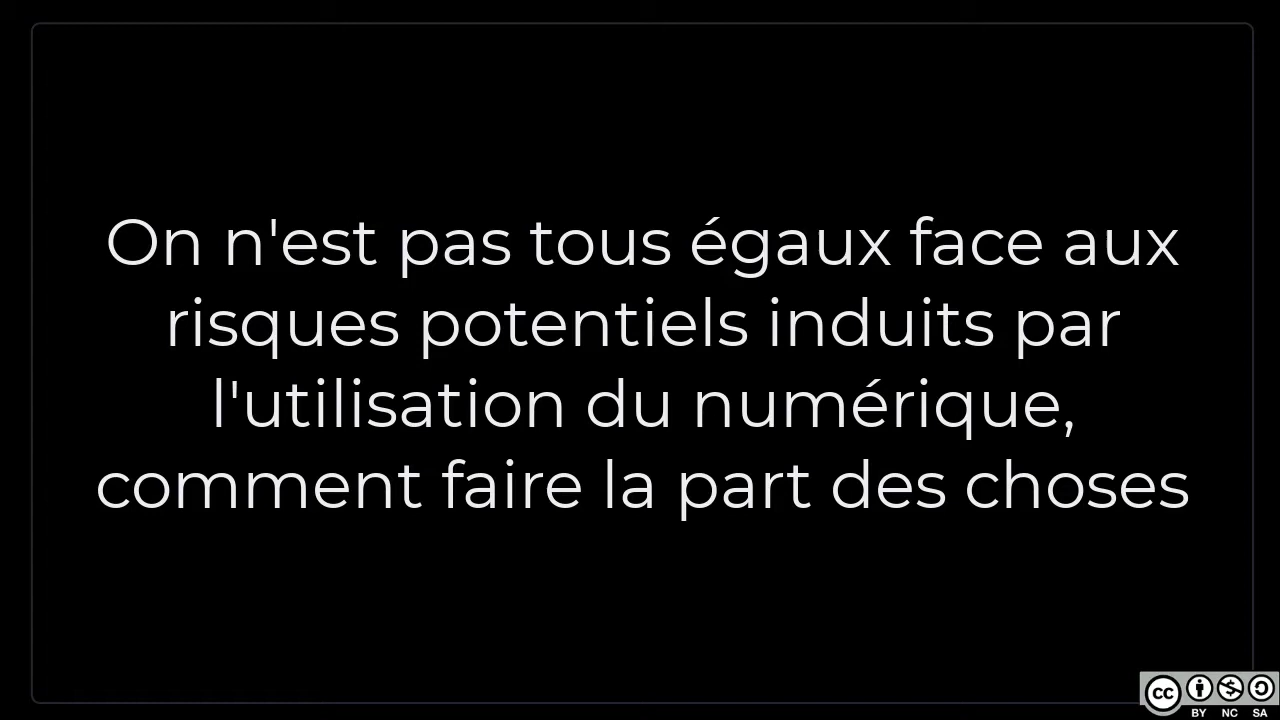 On n'est pas tous égaux face aux
risques potentiels induits par
l'utilisation du numérique,
comment faire la part des choses
cc
BY NC SA